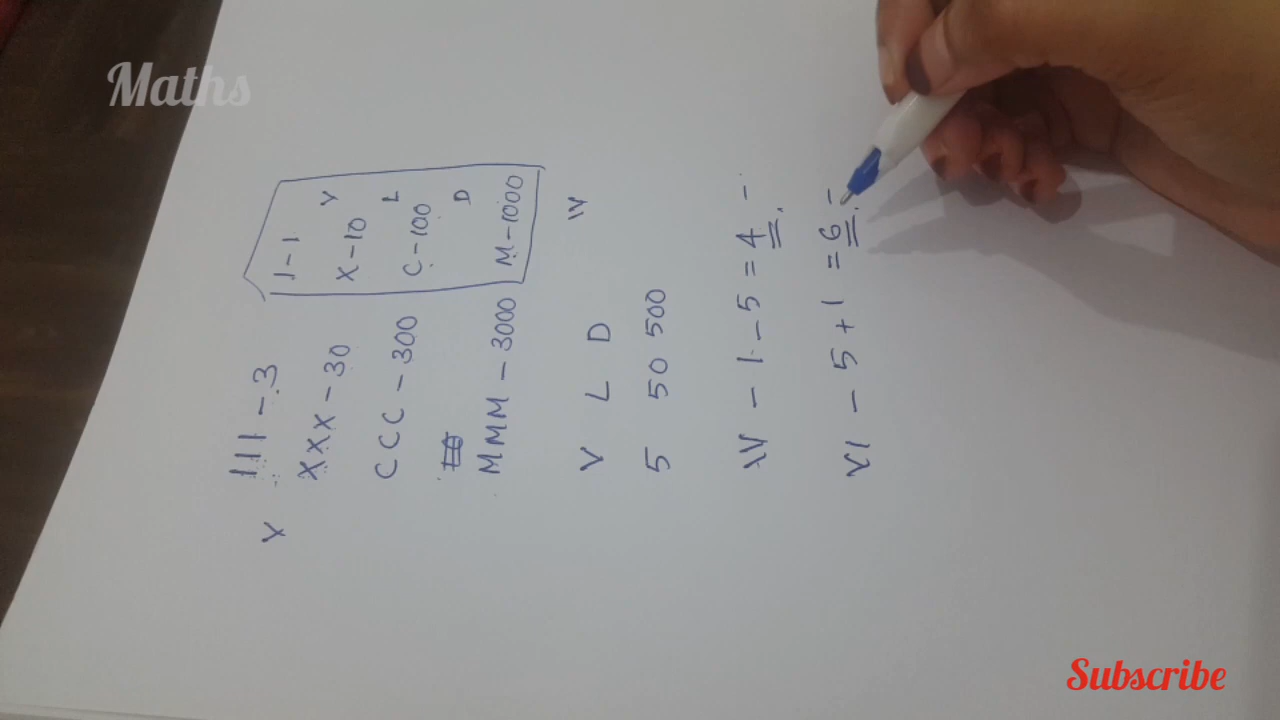 Maths
I - 1
V
X - 10
L
C - 100
D
M - 1000
V III - 3
XXX - 30
CCC - 300
MMM - 3000
IV
V L D
5 50 500
IV - 1 - 5 = 4 -
VI - 5 + 1 = 6 -
Subscribe